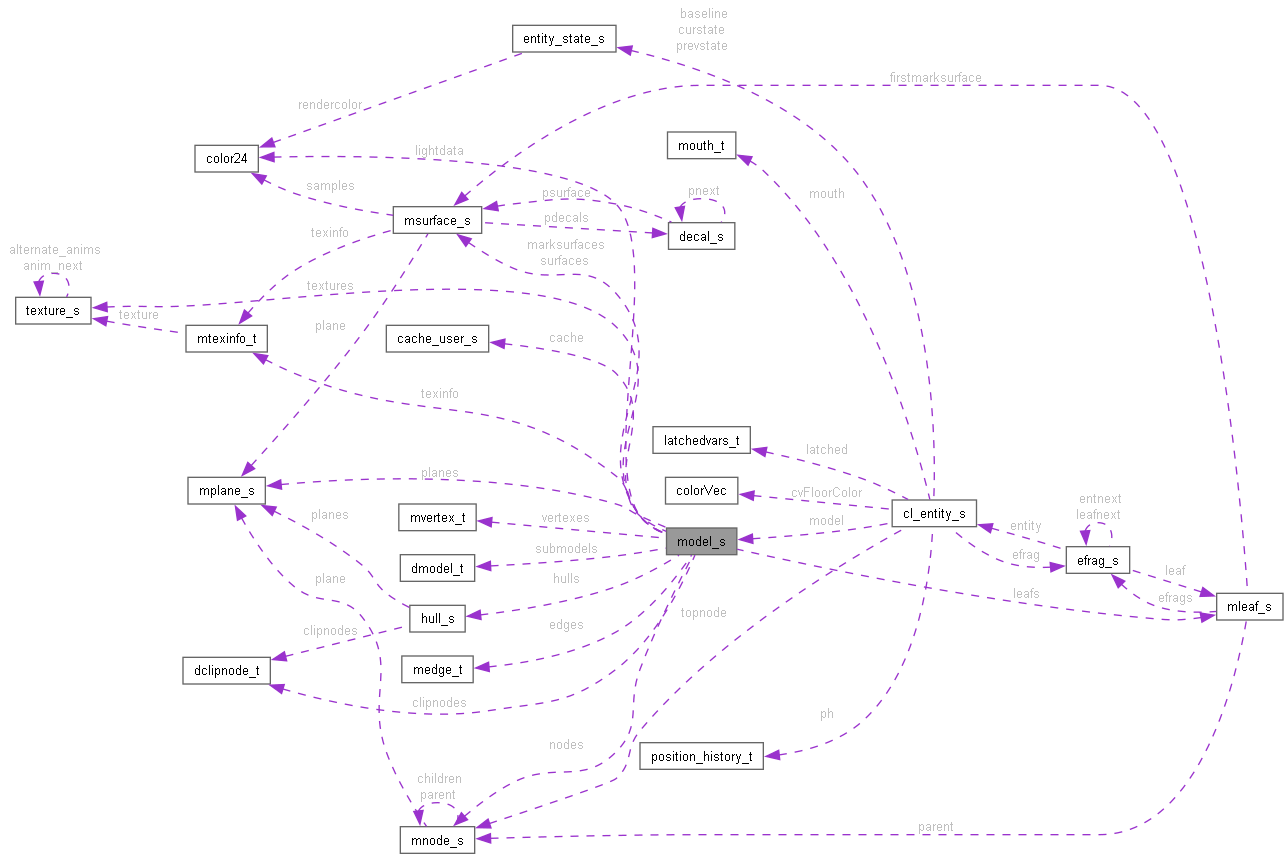 baseline
curstate
prevstate
entity_state_s
firstmarksurface
rendercolor
mouth_t
lightdata
color24
samples
psurface
pnext
mouth
msurface_s
pdecals
decal_s
texinfo
marksurfaces
surfaces
alternate_anims
anim_next
textures
texture_s
texture
plane
mtexinfo_t
cache_user_s
cache
texinfo
latchedvars_t
latched
planes
mplane_s
colorVec
cvFloorColor
cl_entity_s
entnext
leafnext
planes
mvertex_t
vertexes
model
entity
model_s
submodels
efrag
efrag_s
dmodel_t
leaf
plane
hulls
leafs
efrags
mleaf_s
hull_s
topnode
edges
clipnodes
dclipnode_t
medge_t
clipnodes
ph
nodes
position_history_t
children
parent
mnode_s
parent